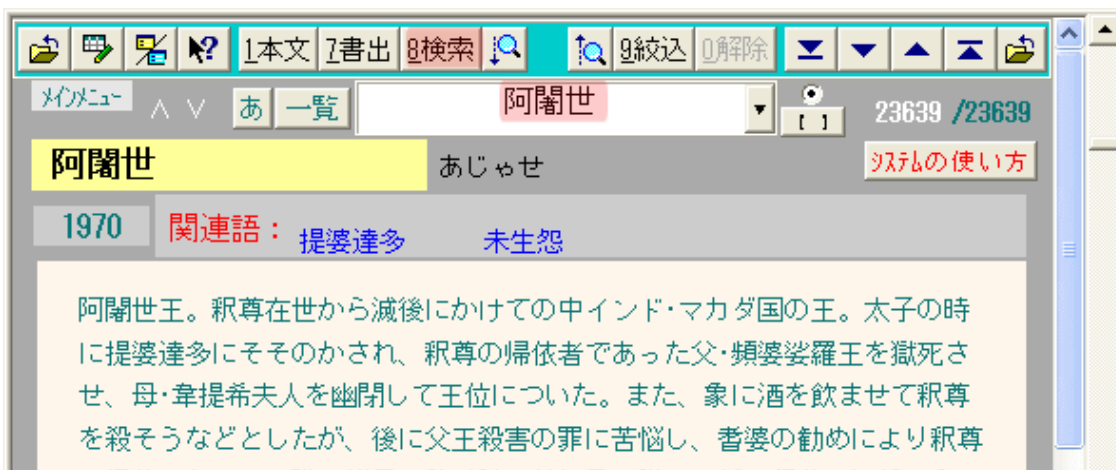 1本文 7書出 8検索 9絞込 0解除
メインメニュー ∧ ∨ あ 一覧 阿闍世 [ ] 23639 /23639
阿闍世 あじゃせ システムの使い方
1970 関連語： 提婆達多 未生怨
阿闍世王。釈尊在世から滅後にかけての中インド・マカダ国の王。太子の時
に提婆達多にそそのかされ、釈尊の帰依者であった父・頻婆娑羅王を獄死さ
せ、母・韋提希夫人を幽閉して王位についた。また、象に酒を飲ませて釈尊
を殺そうなどとしたが、後に父王殺害の罪に苦悩し、耆婆の勧めにより釈尊